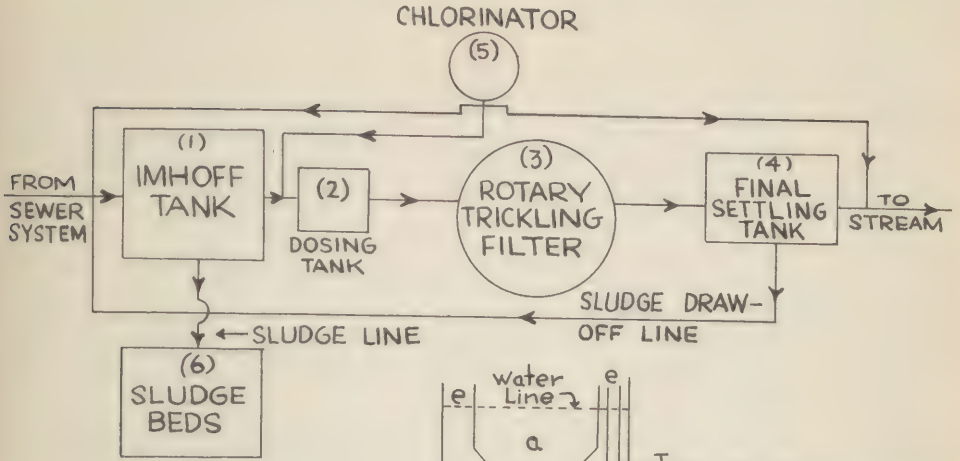 CHLORINATOR
(5)
(1)
IMHOFF
TANK
(2)
DOSING
TANK
(3)
ROTARY
TRICKLING
FILTER
(4)
FINAL
SETTLING
TANK
FROM
SEWER
SYSTEM
TO
STREAM
SLUDGE DRAW-
OFF LINE
SLUDGE LINE
(6)
SLUDGE
BEDS
Water
Line
e
e
a